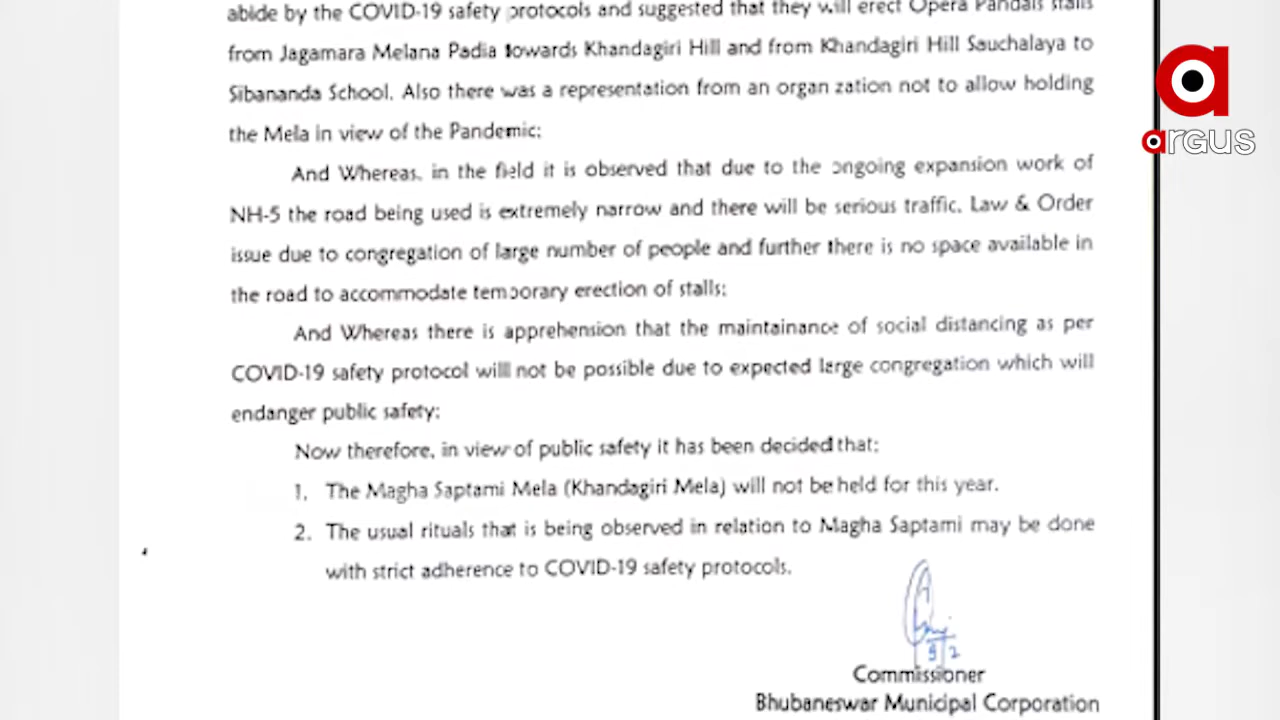 abide by the COVID-19 safety protocols and suggested that they will erect Opera Pandals stalls
from Jagamara Melana Padia towards Khandagiri Hill and from Khandagiri Hill Sauchalaya to
Sibananda School. Also there was a representation from an organ zation not to allow holding
the Mela in view of the Pandemic;
And Whereas, in the field it is observed that due to the ongoing expansion work of
NH-5 the road being used is extremely narrow and there will be serious traffic, Law & Order
issue due to congregation of large number of people and further there is no space available in
the road to accommodate temporary erection of stalls;
And Whereas there is apprehension that the maintainance of social distancing as per
COVID-19 safety protocol will not be possible due to expected large congregation which will
endanger public safety;
Now therefore, in view of public safety it has been decided that;
1. The Magha Saptami Mela (Khandagiri Mela) will not be held for this year.
2. The usual rituals that is being observed in relation to Magha Saptami may be done
with strict adherence to COVID-19 safety protocols.
Commissioner
Bhubaneswar Municipal Corporation
a
argus